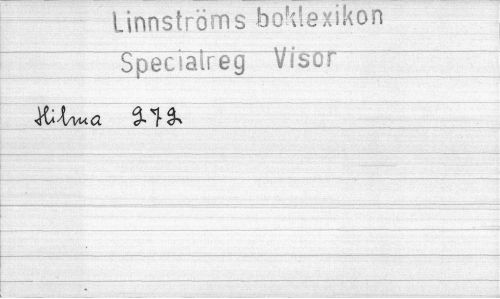 Linnströms boklexikon
Specialreg Visor
Hilma 272